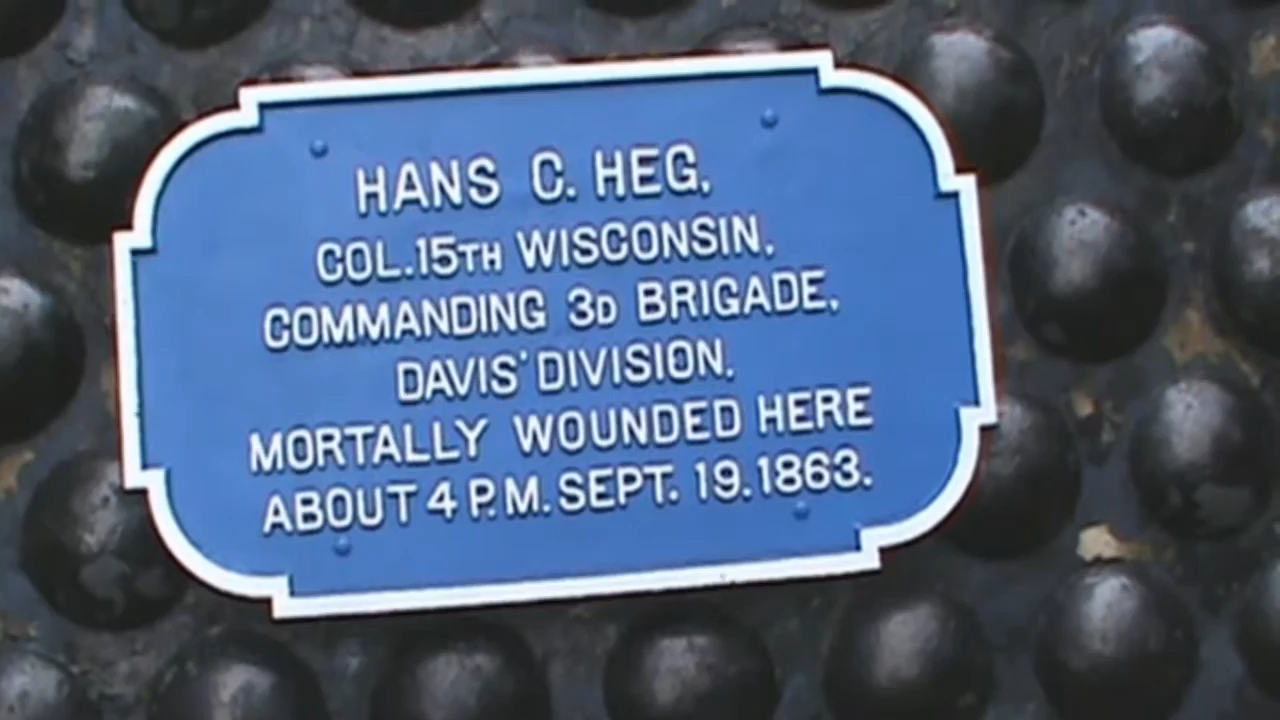 HANS C. HEG,
COL. 15TH WISCONSIN,
COMMANDING 3D BRIGADE,
DAVIS' DIVISION,
MORTALLY WOUNDED HERE
ABOUT 4 P.M. SEPT. 19. 1863.